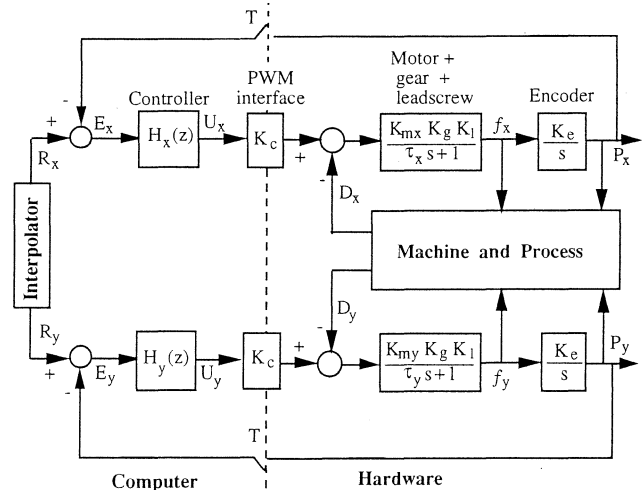 T
Motor +
gear +
leadscrew
PWM
interface
Controller
Encoder
-
+
E_x
H_x(z)
U_x
K_c
+
-
K_mx K_g K_l
τ_x s+1
f_x
K_e
s
P_x
R_x
D_x
Interpolator
Machine and Process
R_y
D_y
+
-
E_y
H_y(z)
U_y
K_c
+
-
K_my K_g K_l
τ_y s+1
f_y
K_e
s
P_y
T
Computer
Hardware